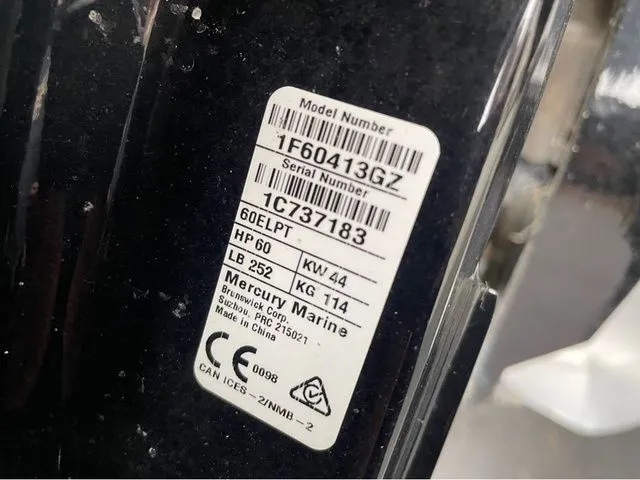 Model Number
1F60413GZ
Serial Number
1C737183
60ELPT
HP 60 KW 44
LB 252 KG 114
Mercury Marine
Brunswick Corp.
Suzhou, PRC 215021
Made in China
CE 0098
CAN ICES-2/NMB-2